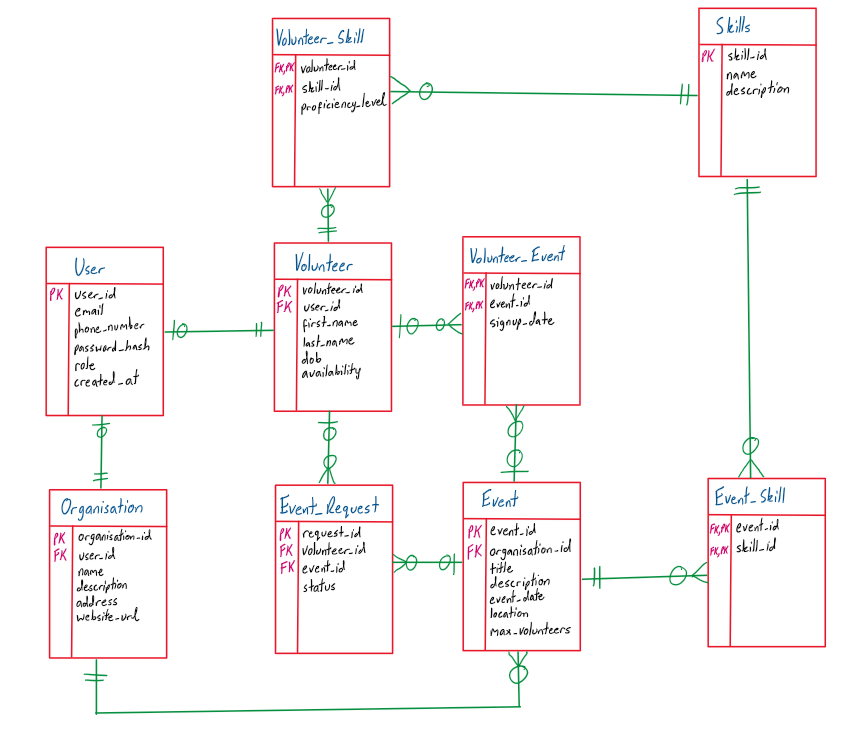 Volunteer_Skill
FK,PK volunteer_id
FK,PK skill_id
proficiency_level
Skills
PK skill_id
name
description
User
PK user_id
email
phone_number
password_hash
role
created_at
Volunteer
PK volunteer_id
FK user_id
first_name
last_name
dob
availability
Volunteer_Event
FK,PK volunteer_id
FK,PK event_id
signup_date
Organisation
PK organisation_id
FK user_id
name
description
address
website_url
Event_Request
PK request_id
FK volunteer_id
FK event_id
status
Event
PK event_id
FK organisation_id
title
description
event_date
location
max_volunteers
Event_Skill
FK,PK event_id
FK,PK skill_id